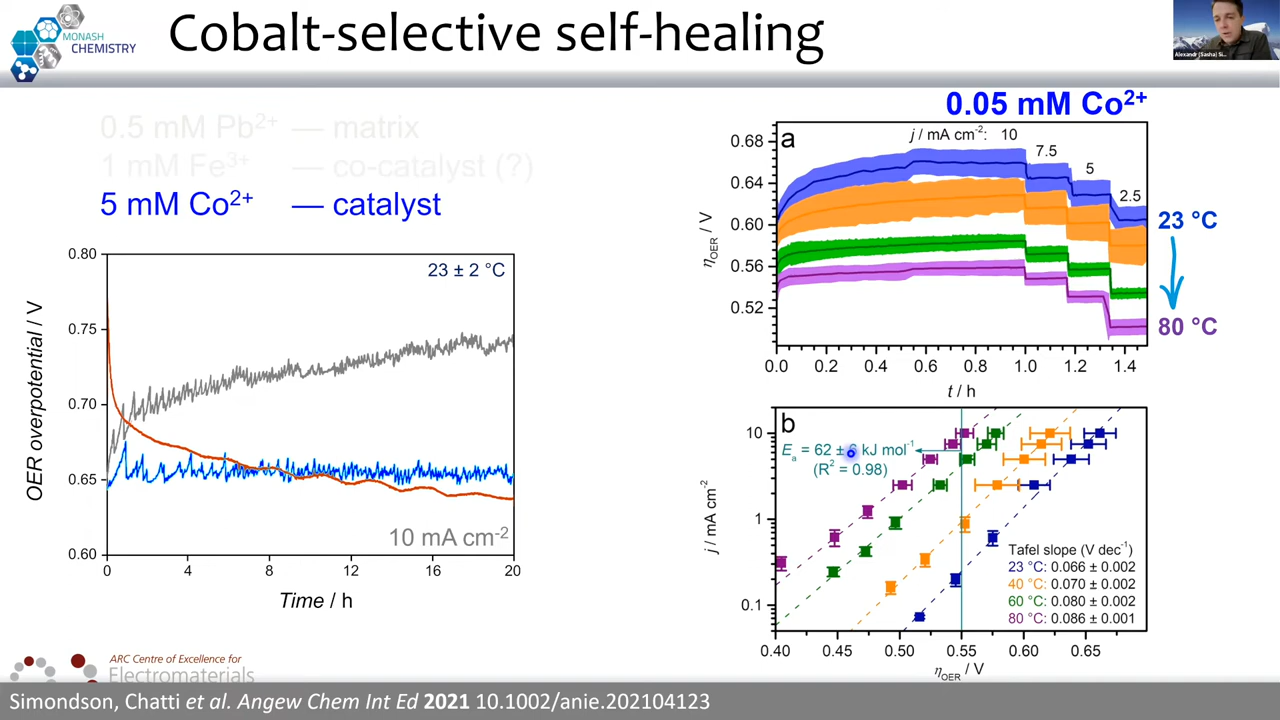 Cobalt-selective self-healing
MONASH
CHEMISTRY
Alexandr (Sasha) Si...
0.5 mM Pb²⁺ — matrix
1 mM Fe³⁺ — co-catalyst (?)
5 mM Co²⁺ — catalyst
23 ± 2 °C
OER overpotential / V
0.80
0.75
0.70
0.65
0.60
10 mA cm⁻²
0 4 8 12 16 20
Time / h
0.05 mM Co²⁺
a
j / mA cm⁻²: 10
7.5
5
2.5
ηOER / V
0.68
0.64
0.60
0.56
0.52
23 °C
80 °C
0.0 0.2 0.4 0.6 0.8 1.0 1.2 1.4
t / h
b
Eₐ = 62 ± 6 kJ mol⁻¹
(R² = 0.98)
j / mA cm⁻²
10
1
0.1
Tafel slope (V dec⁻¹)
23 °C: 0.066 ± 0.002
40 °C: 0.070 ± 0.002
60 °C: 0.080 ± 0.002
80 °C: 0.086 ± 0.001
0.40 0.45 0.50 0.55 0.60 0.65
ηOER / V
ARC Centre of Excellence for
Electromaterials
Simondson, Chatti et al. Angew Chem Int Ed 2021 10.1002/anie.202104123